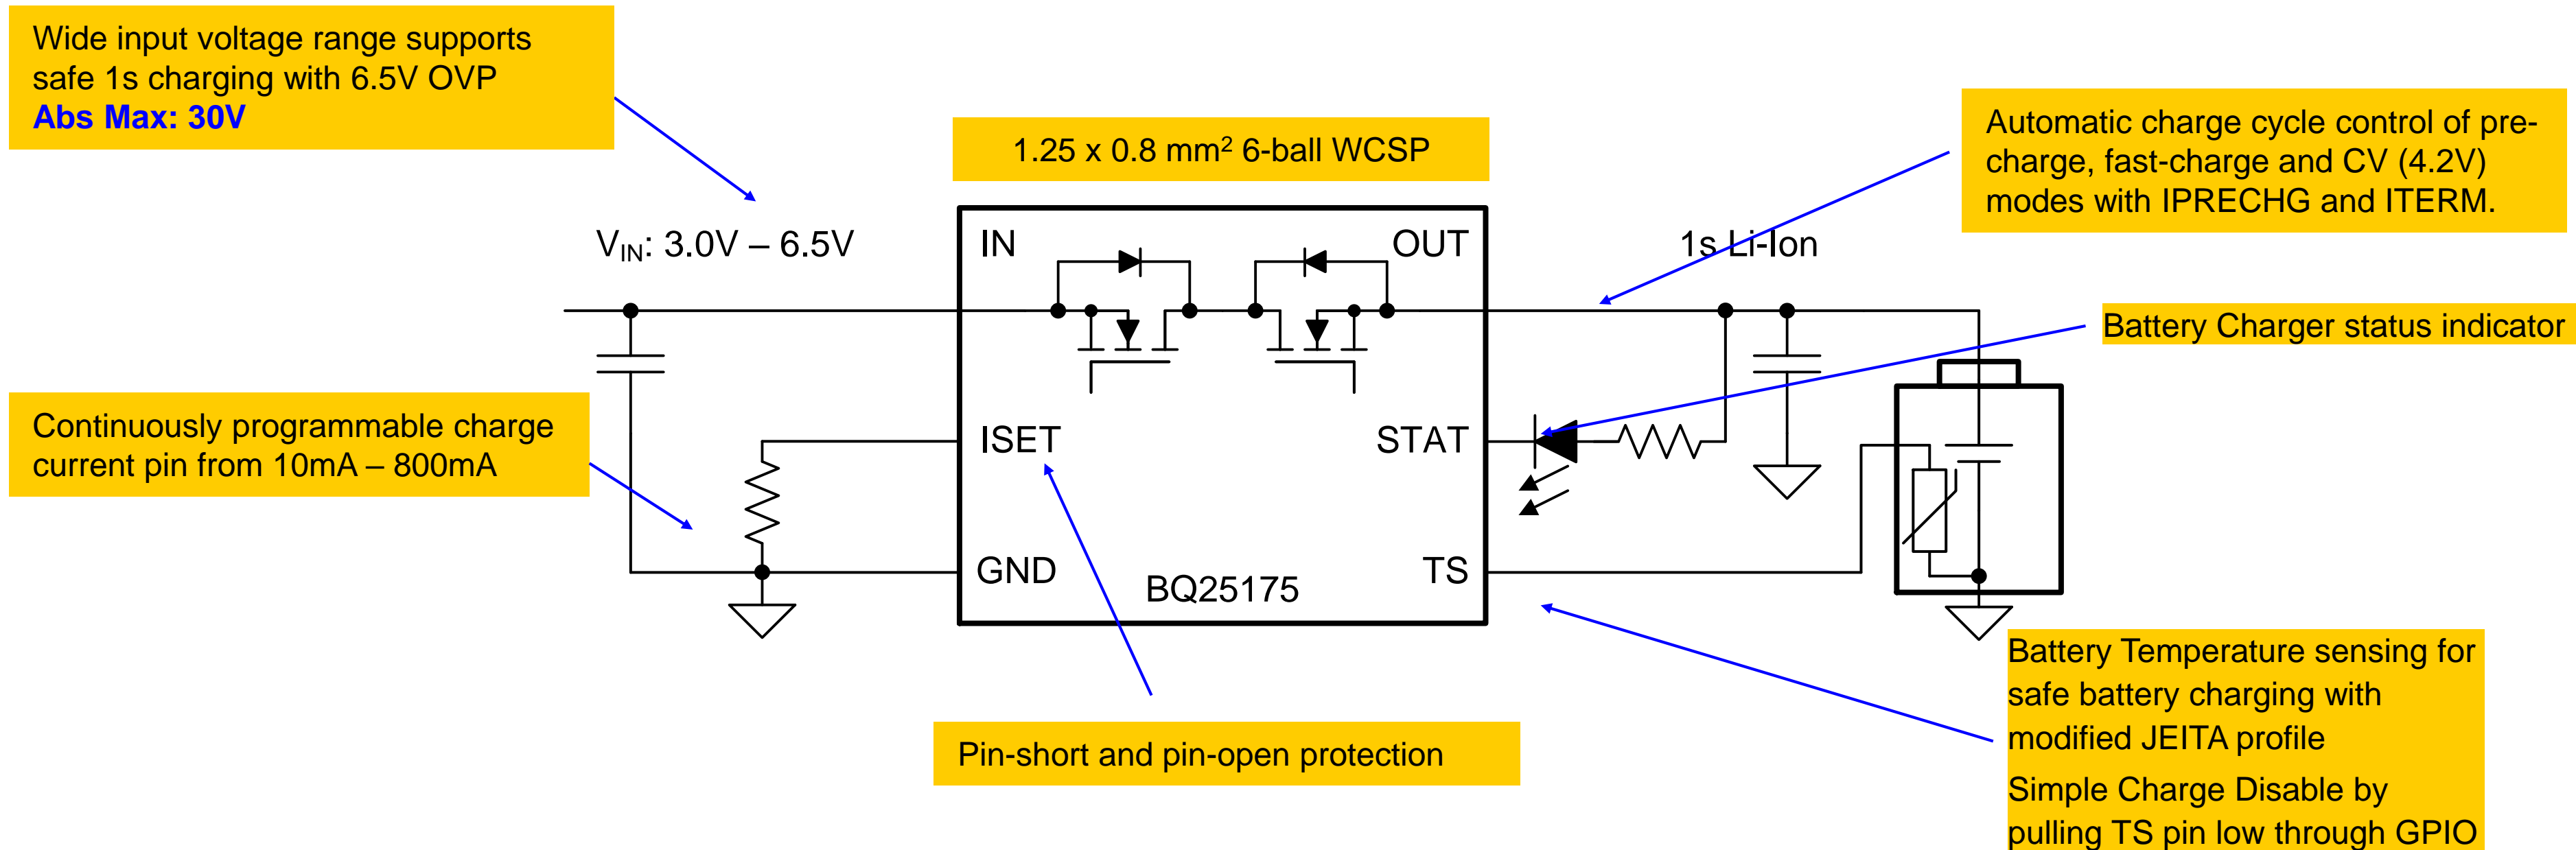 Wide input voltage range supports
safe 1s charging with 6.5V OVP
Abs Max: 30V
1.25 x 0.8 mm² 6-ball WCSP
Automatic charge cycle control of pre-
charge, fast-charge and CV (4.2V)
modes with IPRECHG and ITERM.
VIN: 3.0V – 6.5V
IN
OUT
1s Li-Ion
Battery Charger status indicator
Continuously programmable charge
current pin from 10mA – 800mA
ISET
STAT
GND
BQ25175
TS
Pin-short and pin-open protection
Battery Temperature sensing for
safe battery charging with
modified JEITA profile
Simple Charge Disable by
pulling TS pin low through GPIO